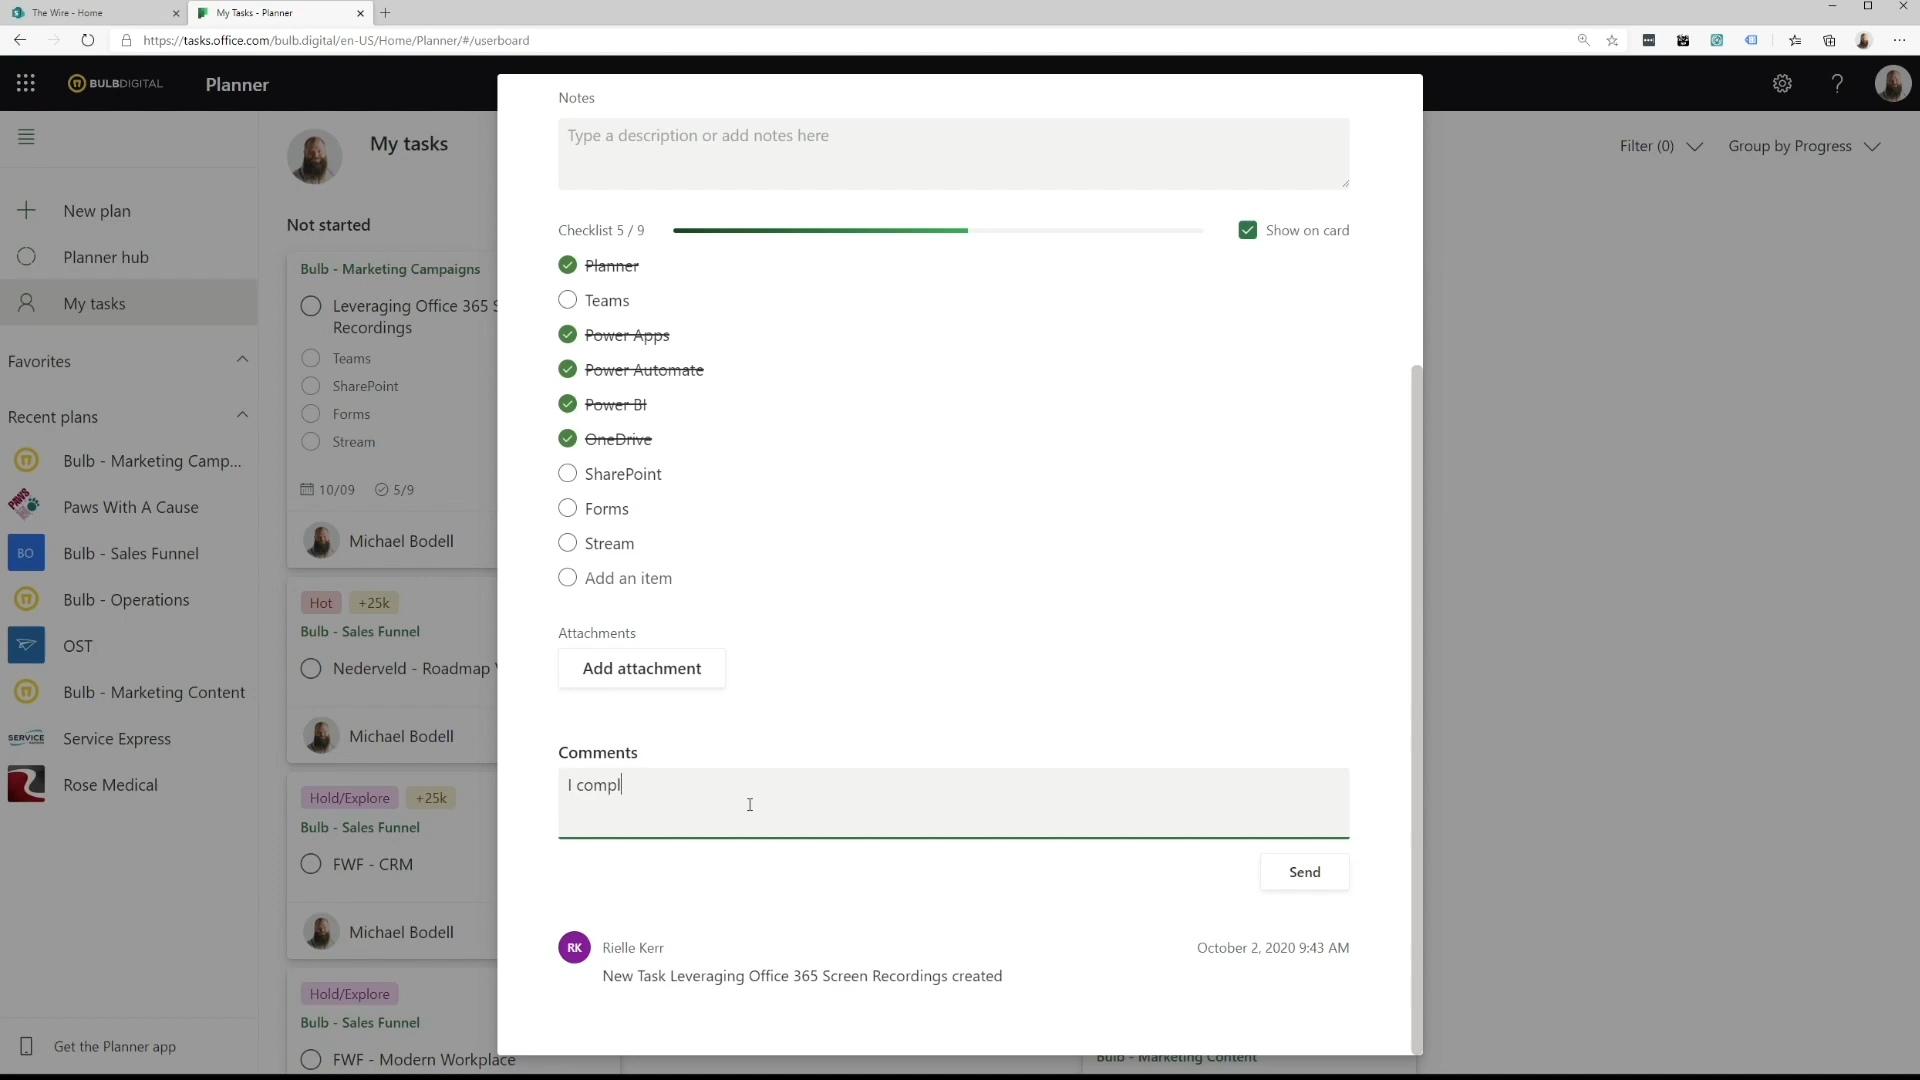 The Wire - Home
My Tasks - Planner
https://tasks.office.com/bulb.digital/en-US/Home/Planner/#/userboard
BULBDIGITAL
Planner
New plan
Planner hub
My tasks
Favorites
Recent plans
Bulb - Marketing Camp...
PAWS
Paws With A Cause
BO
Bulb - Sales Funnel
Bulb - Operations
OST
Bulb - Marketing Content
SERVICE
Service Express
Rose Medical
Get the Planner app
My tasks
Filter (0)
Group by Progress
Not started
Bulb - Marketing Campaigns
Leveraging Office 365 S
Recordings
Teams
SharePoint
Forms
Stream
10/09
5/9
Michael Bodell
Hot
+25k
Bulb - Sales Funnel
Nederveld - Roadmap
Michael Bodell
Hold/Explore
+25k
Bulb - Sales Funnel
FWF - CRM
Michael Bodell
Hold/Explore
Bulb - Sales Funnel
FWF - Modern Workplace
Notes
Type a description or add notes here
Checklist 5 / 9
Show on card
Planner
Teams
Power Apps
Power Automate
Power BI
OneDrive
SharePoint
Forms
Stream
Add an item
Attachments
Add attachment
Comments
I compl
Send
RK
Rielle Kerr
October 2, 2020 9:43 AM
New Task Leveraging Office 365 Screen Recordings created
Bulb - Marketing Content